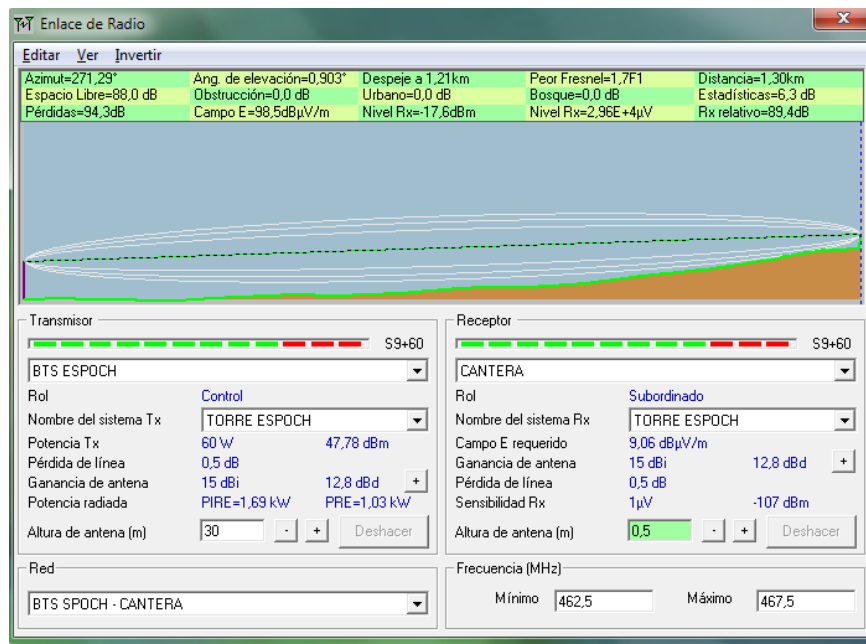 Enlace de Radio
Editar Ver Invertir
Azimut=271,29° Ang. de elevación=0,903° Despeje a 1,21km Peor Fresnel=1,7F1 Distancia=1,30km
Espacio Libre=88,0 dB Obstrucción=0,0 dB Urbano=0,0 dB Bosque=0,0 dB Estadísticas=6,3 dB
Pérdidas=94,3dB Campo E=98,5dBµV/m Nivel Rx=-17,6dBm Nivel Rx=2,96E+4µV Rx relativo=89,4dB
Transmisor
S9+60
BTS ESPOCH
Rol Control
Nombre del sistema Tx TORRE ESPOCH
Potencia Tx 60 W 47,78 dBm
Pérdida de línea 0,5 dB
Ganancia de antena 15 dBi 12,8 dBd +
Potencia radiada PIRE=1,69 kW PRE=1,03 kW
Altura de antena (m) 30 - + Deshacer
Receptor
S9+60
CANTERA
Rol Subordinado
Nombre del sistema Rx TORRE ESPOCH
Campo E requerido 9,06 dBµV/m
Ganancia de antena 15 dBi 12,8 dBd +
Pérdida de línea 0,5 dB
Sensibilidad Rx 1µV -107 dBm
Altura de antena (m) 0,5 - + Deshacer
Red
BTS SPOCH - CANTERA
Frecuencia (MHz)
Mínimo 462,5 Máximo 467,5